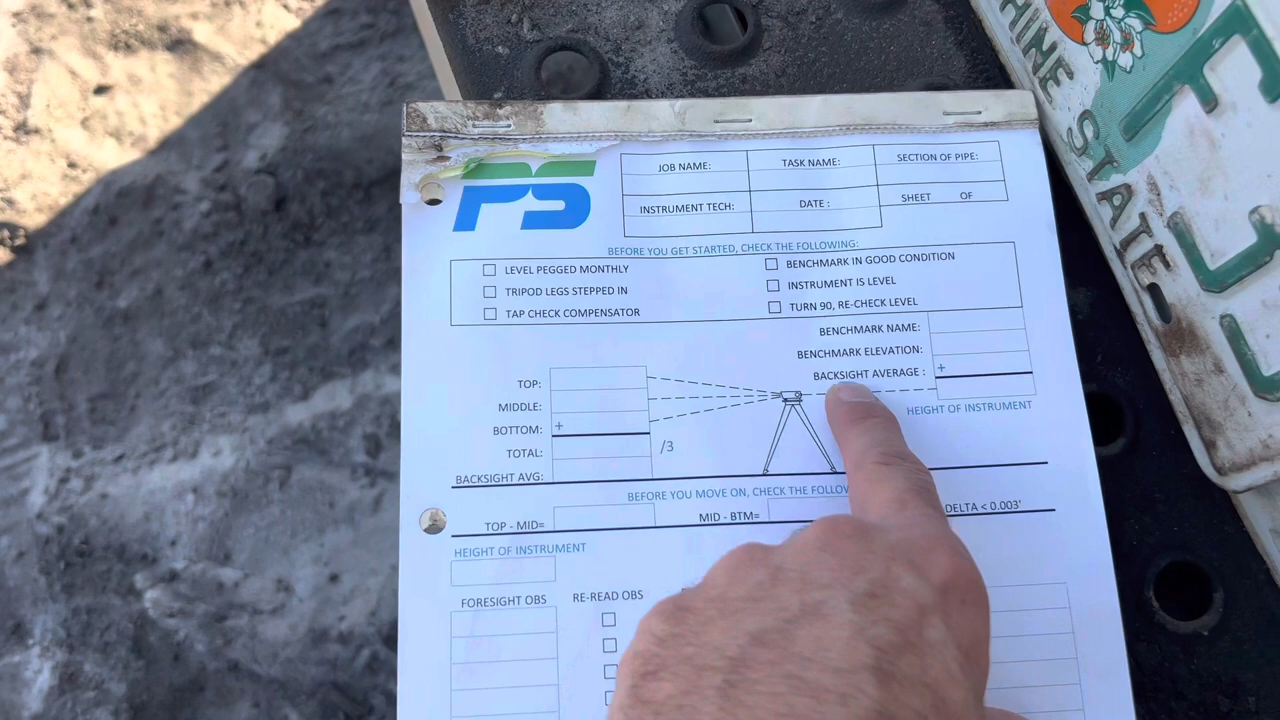 PS
JOB NAME: TASK NAME: SECTION OF PIPE:
INSTRUMENT TECH: DATE : SHEET OF
BEFORE YOU GET STARTED, CHECK THE FOLLOWING:
LEVEL PEGGED MONTHLY BENCHMARK IN GOOD CONDITION
TRIPOD LEGS STEPPED IN INSTRUMENT IS LEVEL
TAP CHECK COMPENSATOR TURN 90, RE-CHECK LEVEL
BENCHMARK NAME:
BENCHMARK ELEVATION:
BACKSIGHT AVERAGE : +
HEIGHT OF INSTRUMENT
TOP:
MIDDLE:
BOTTOM: +
TOTAL: /3
BACKSIGHT AVG:
BEFORE YOU MOVE ON, CHECK THE
TOP - MID= MID - BTM= DELTA < 0.003'
HEIGHT OF INSTRUMENT
FORESIGHT OBS RE-READ OBS
STATE